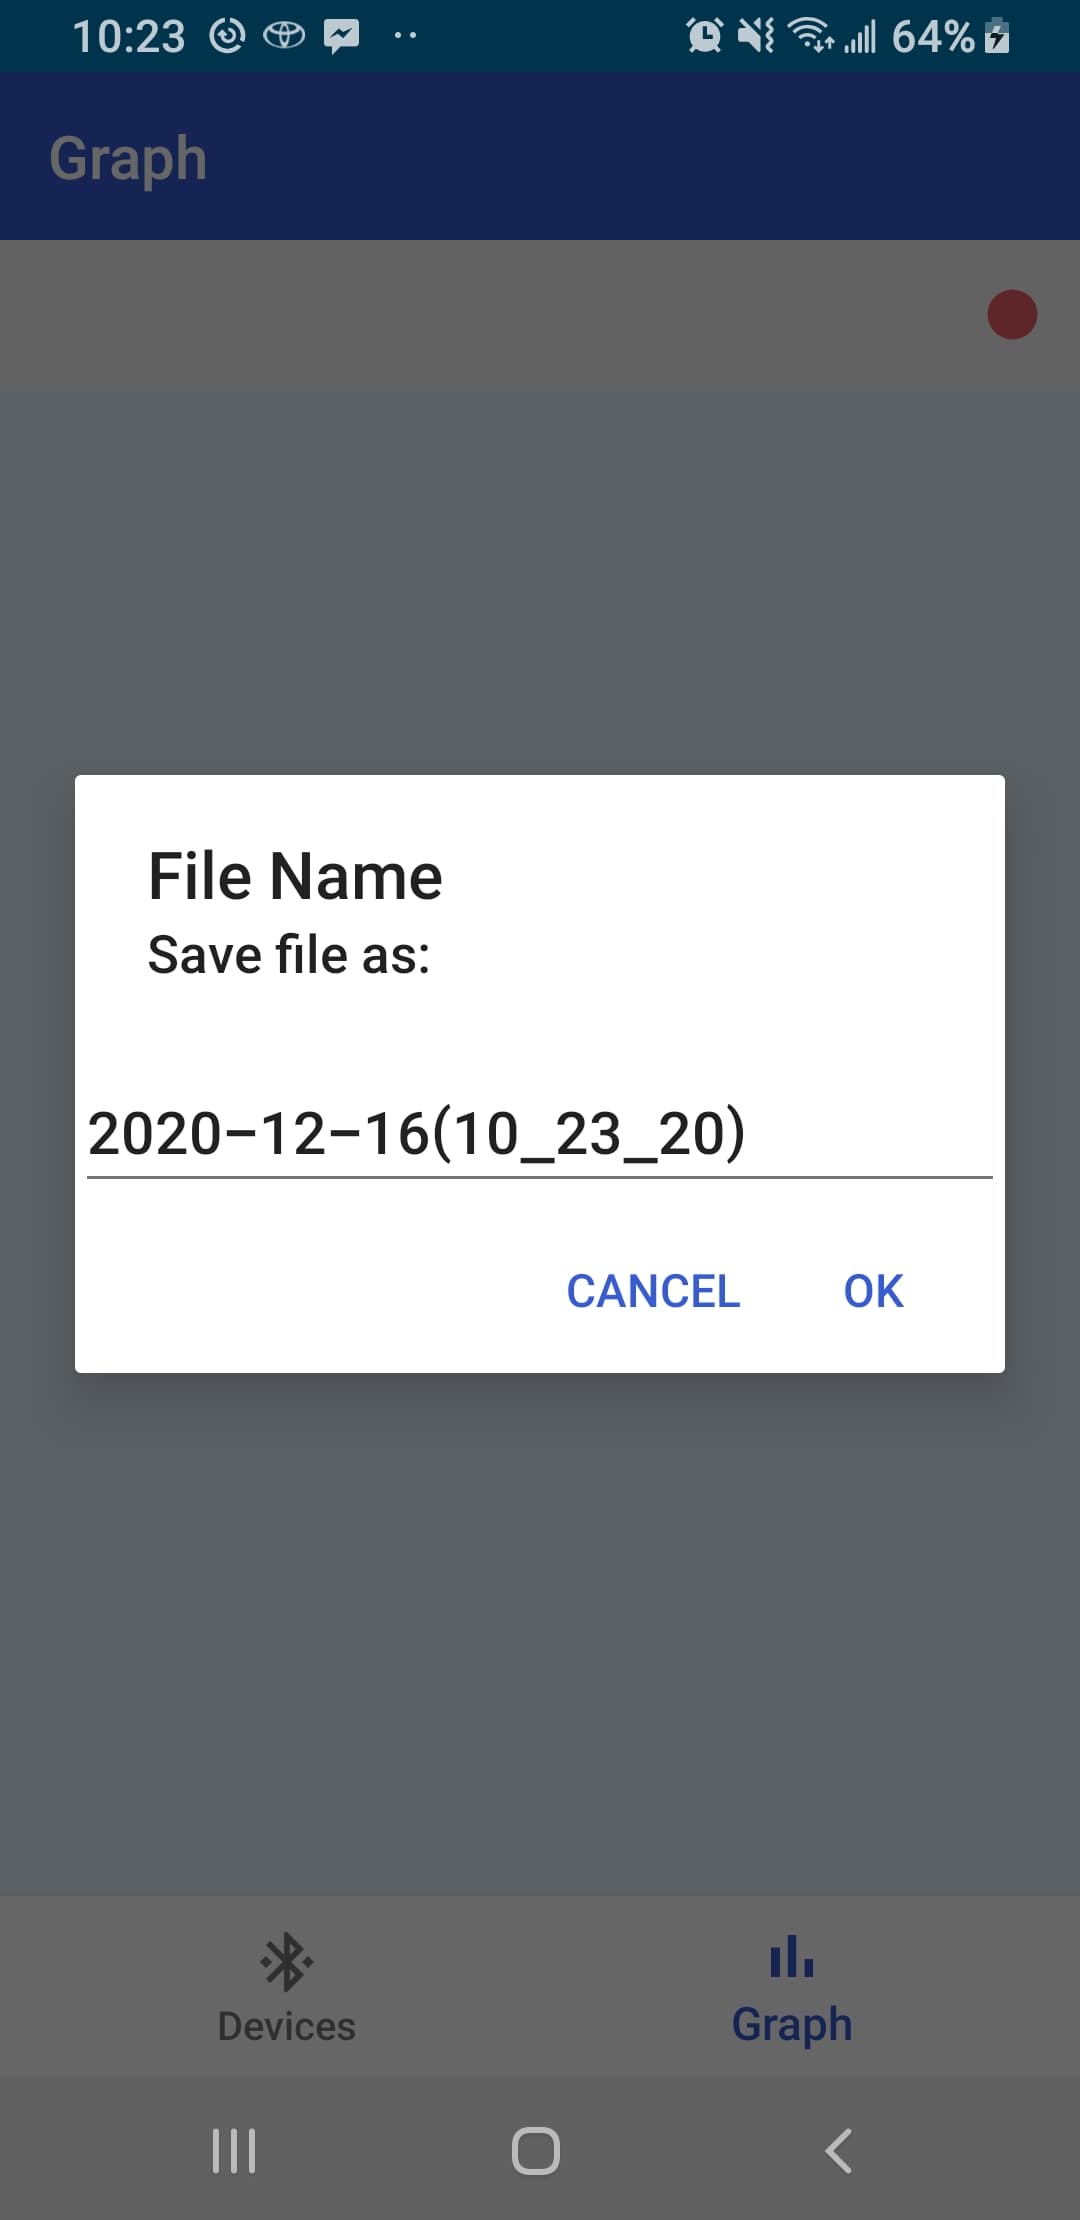 10:23 64%
Graph
File Name
Save file as:
2020-12-16(10_23_20)
CANCEL OK
Devices Graph